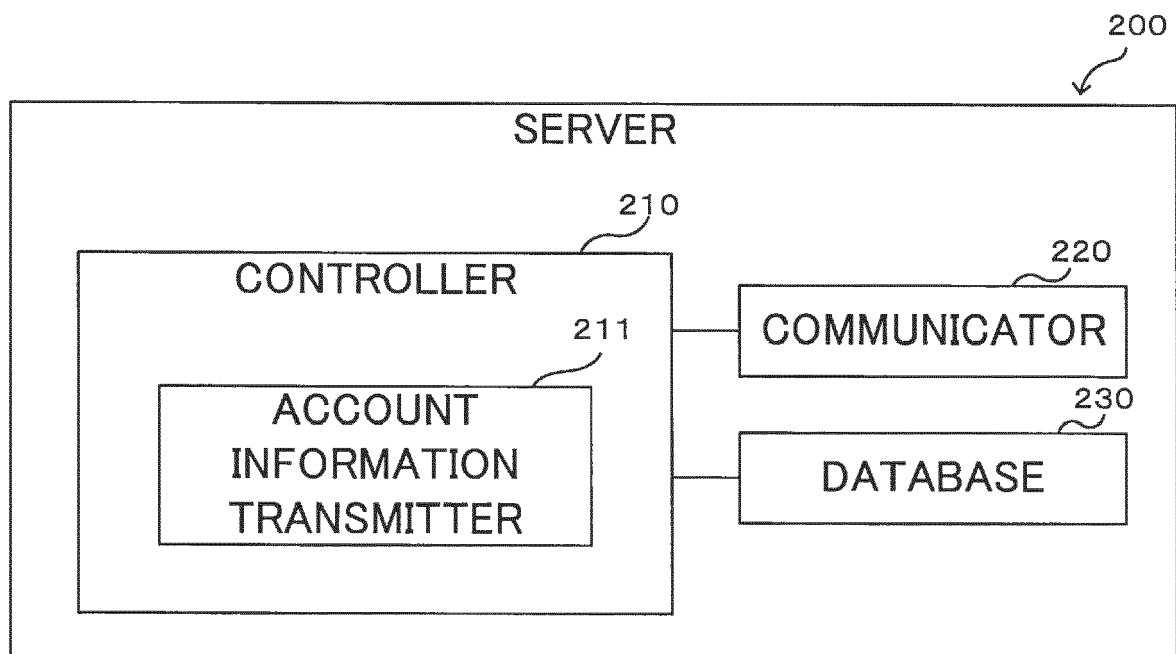 200
SERVER
210
CONTROLLER
220
COMMUNICATOR
211
ACCOUNT
INFORMATION
TRANSMITTER
230
DATABASE